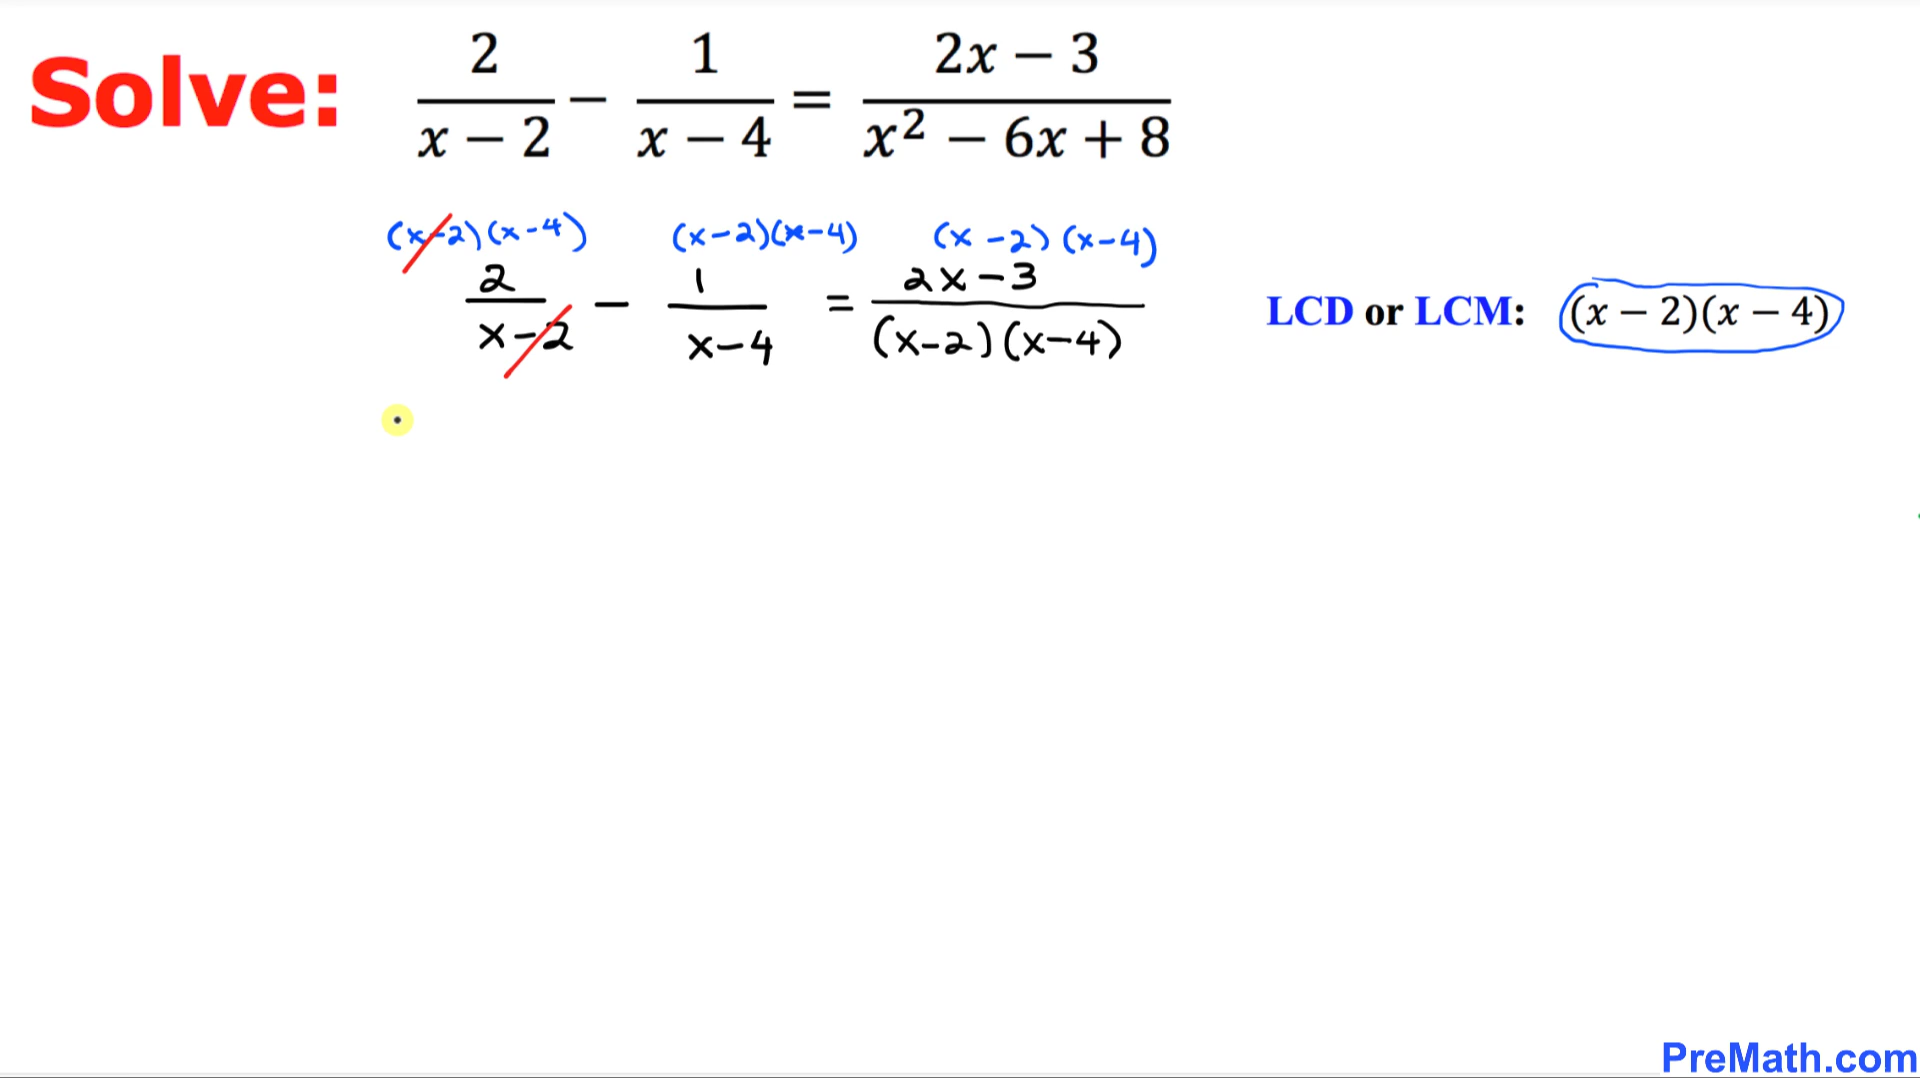 Solve: 2/(x − 2) − 1/(x − 4) = (2x − 3)/(x² − 6x + 8)
(x-2)(x-4) (x-2)(x-4) (x-2)(x-4)
2/(x-2) - 1/(x-4) = (2x-3)/((x-2)(x-4))
LCD or LCM: (x − 2)(x − 4)
PreMath.com